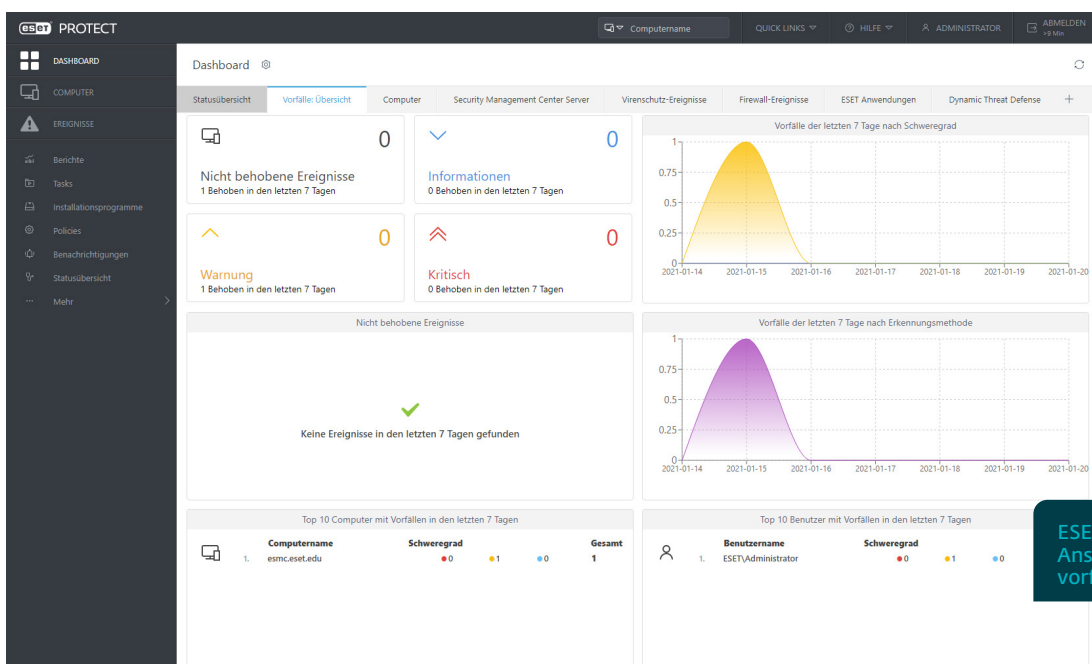 eset PROTECT
Computername
QUICK LINKS
HILFE
ADMINISTRATOR
ABMELDEN
>9 Min
DASHBOARD
COMPUTER
EREIGNISSE
Berichte
Tasks
Installationsprogramme
Policies
Benachrichtigungen
Statusübersicht
Mehr
Dashboard
Statusübersicht
Vorfälle: Übersicht
Computer
Security Management Center Server
Virenschutz-Ereignisse
Firewall-Ereignisse
ESET Anwendungen
Dynamic Threat Defense
0
Nicht behobene Ereignisse
1 Behoben in den letzten 7 Tagen
0
Informationen
0 Behoben in den letzten 7 Tagen
0
Warnung
1 Behoben in den letzten 7 Tagen
0
Kritisch
0 Behoben in den letzten 7 Tagen
Vorfälle der letzten 7 Tage nach Schweregrad
1
0.75
0.5
0.25
0
2021-01-14 2021-01-15 2021-01-16 2021-01-17 2021-01-18 2021-01-19 2021-01-20
Nicht behobene Ereignisse
Keine Ereignisse in den letzten 7 Tagen gefunden
Vorfälle der letzten 7 Tage nach Erkennungsmethode
1
0.75
0.5
0.25
0
2021-01-14 2021-01-15 2021-01-16 2021-01-17 2021-01-18 2021-01-19 2021-01-20
Top 10 Computer mit Vorfällen in den letzten 7 Tagen
Computername Schweregrad Gesamt
1. esmc.eset.edu 0 1 0 1
Top 10 Benutzer mit Vorfällen in den letzten 7 Tagen
Benutzername Schweregrad
1. ESET\Administrator 0 1 0
ESE
Ans
vorf